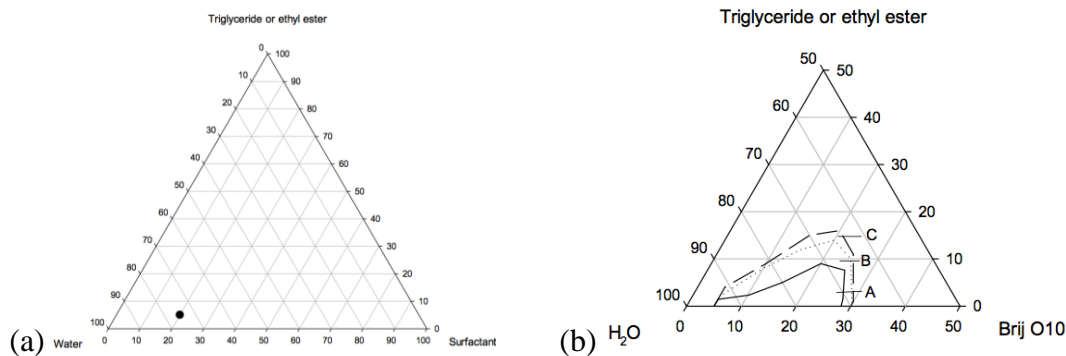 Triglyceride or ethyl ester
0 100
10 90
20 80
30 70
40 60
50 50
60 40
70 30
80 20
90 10
100 0
0 10 20 30 40 50 60 70 80 90 100
(a) Water Surfactant
Triglyceride or ethyl ester
50 50
60 40
70 30
80 20
C
90 10
B
A
100 0
0 10 20 30 40 50
(b) H₂O Brij O10